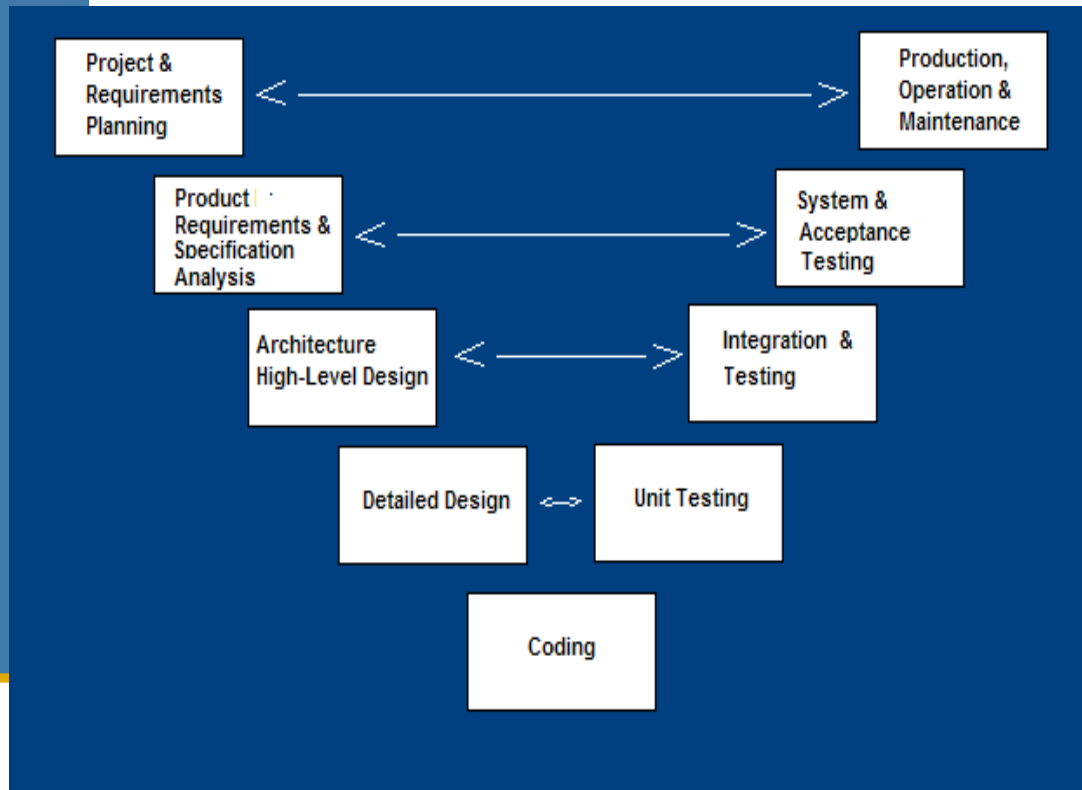 Project &
Requirements
Planning
Production,
Operation &
Maintenance
Product
Requirements &
Specification
Analysis
System &
Acceptance
Testing
Architecture
High-Level Design
Integration &
Testing
Detailed Design
Unit Testing
Coding